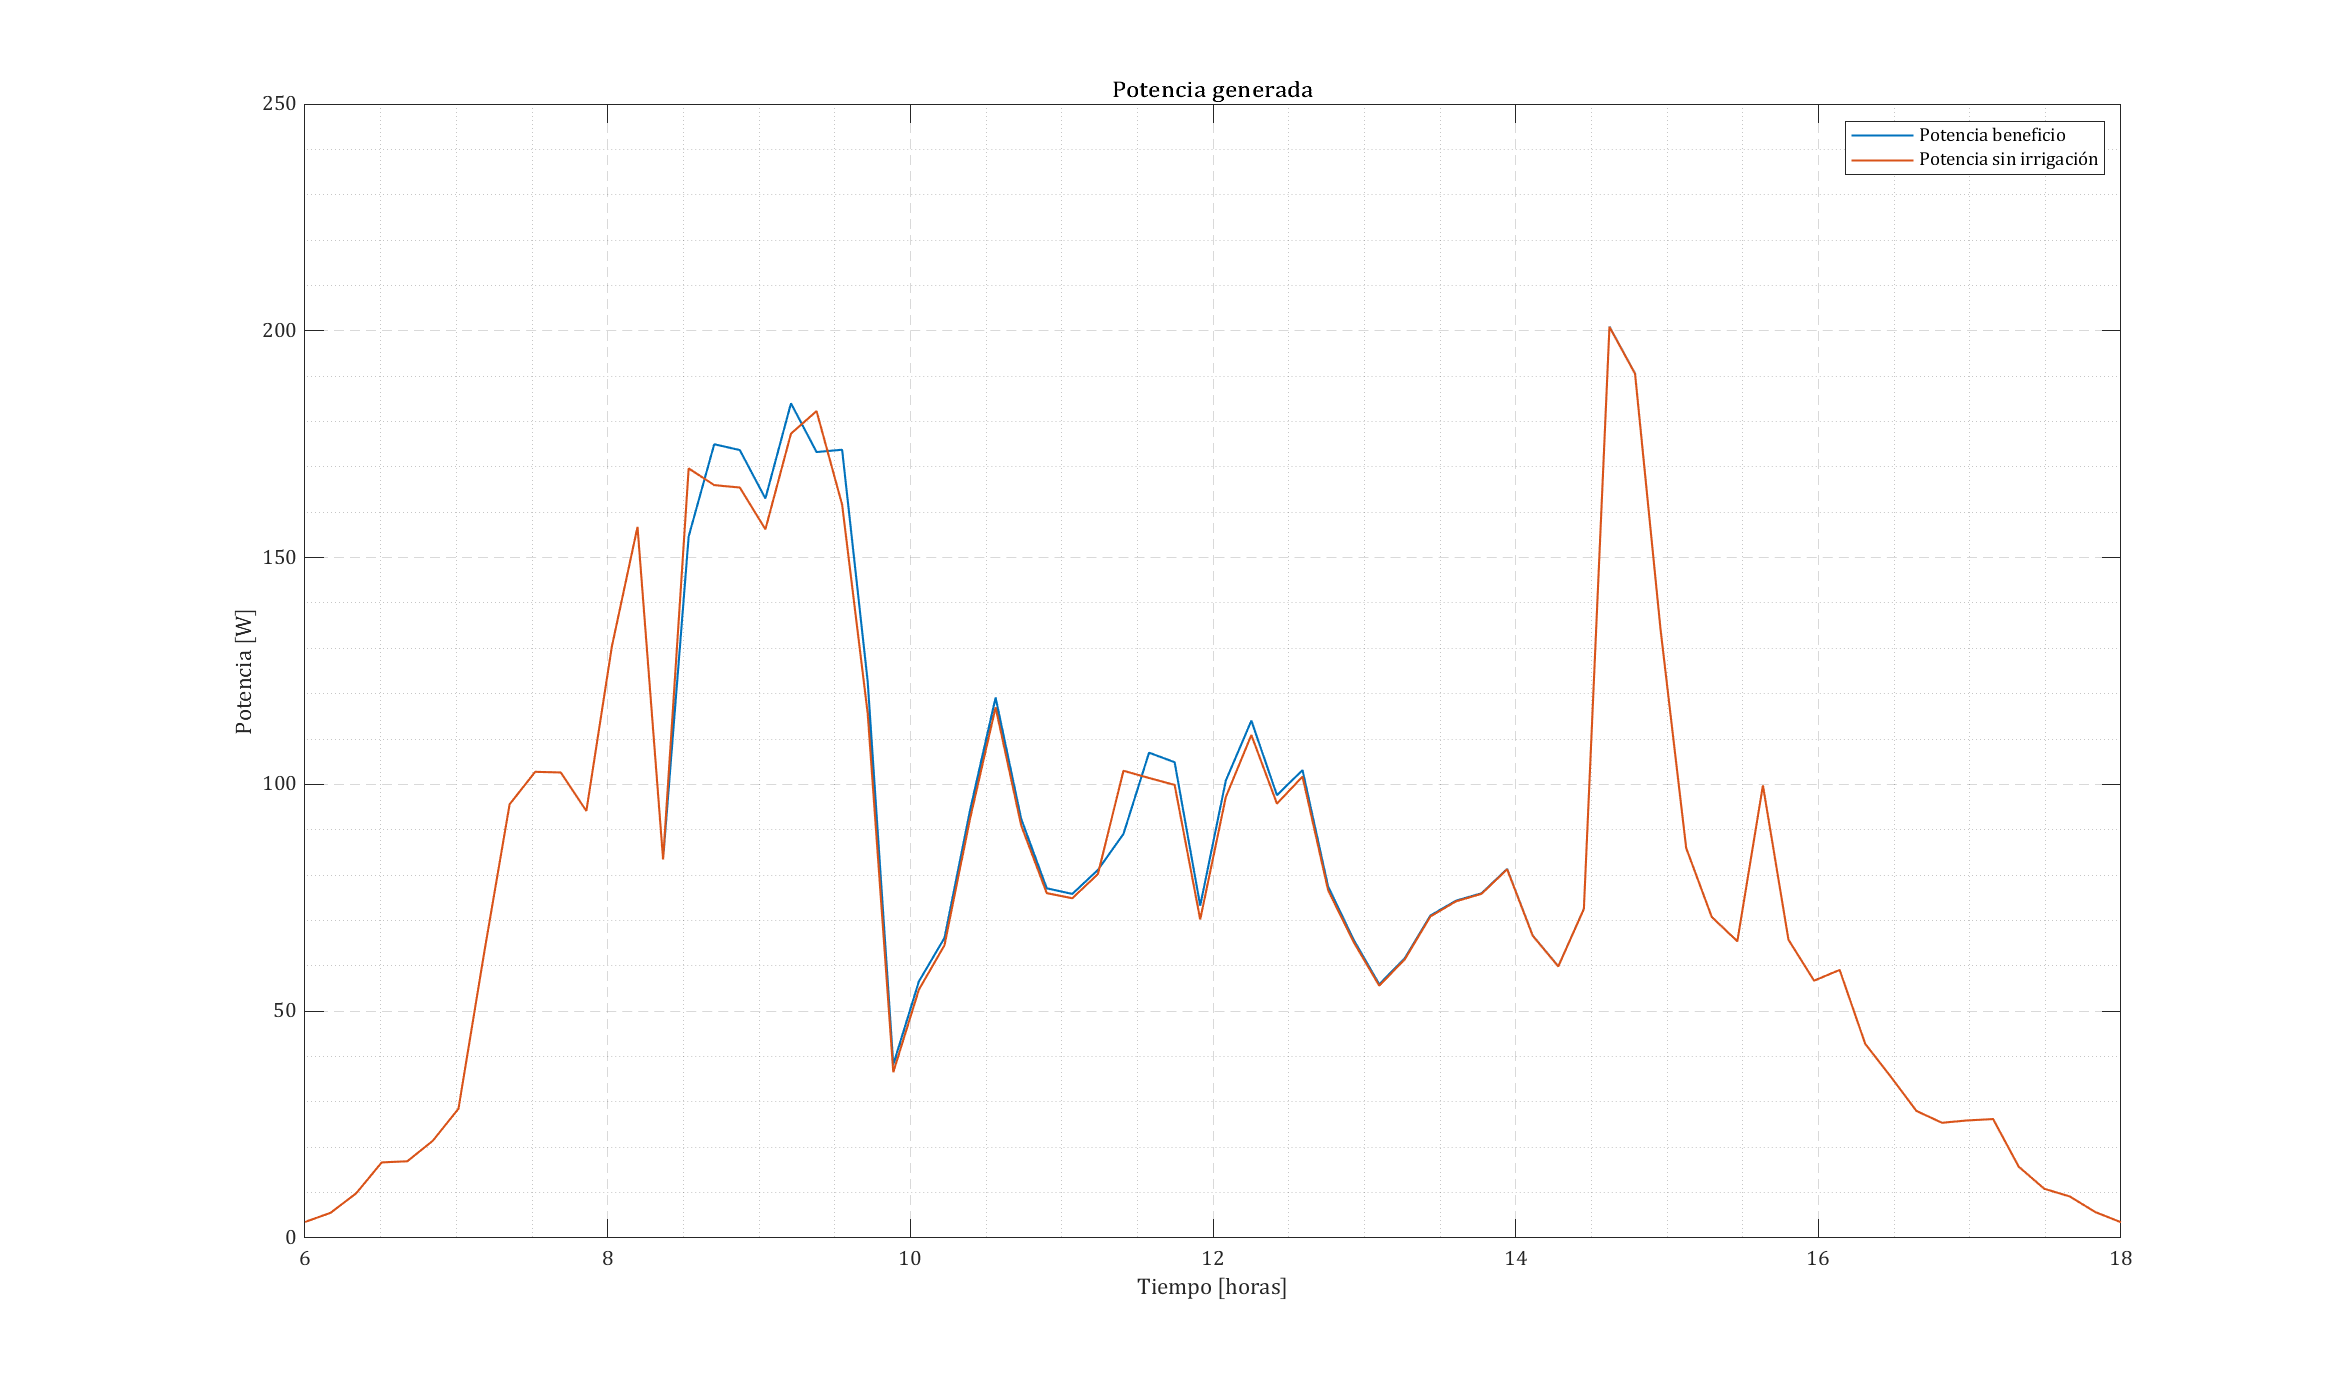 Potencia generada
250
Potencia beneficio
Potencia sin irrigación
200
150
Potencia [W]
100
50
0
6 8 10 12 14 16 18
Tiempo [horas]